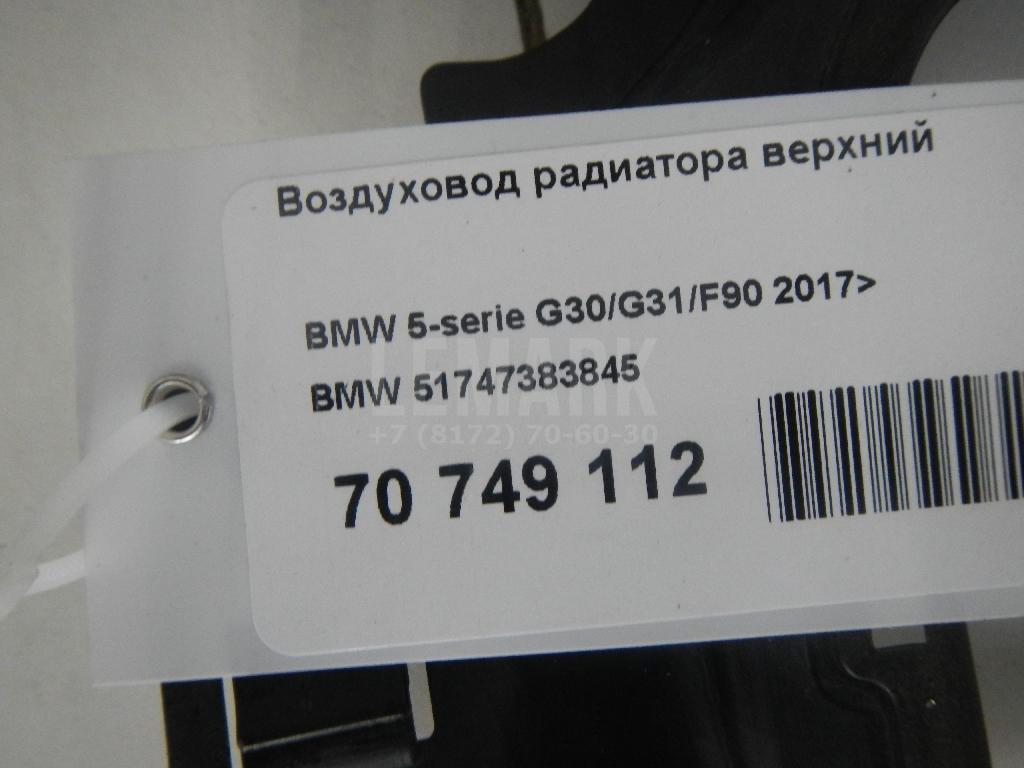 Воздуховод радиатора верхний
BMW 5-serie G30/G31/F90 2017>
BMW 51747383845
LEMARK
+7 (8172) 70-60-30
70 749 112